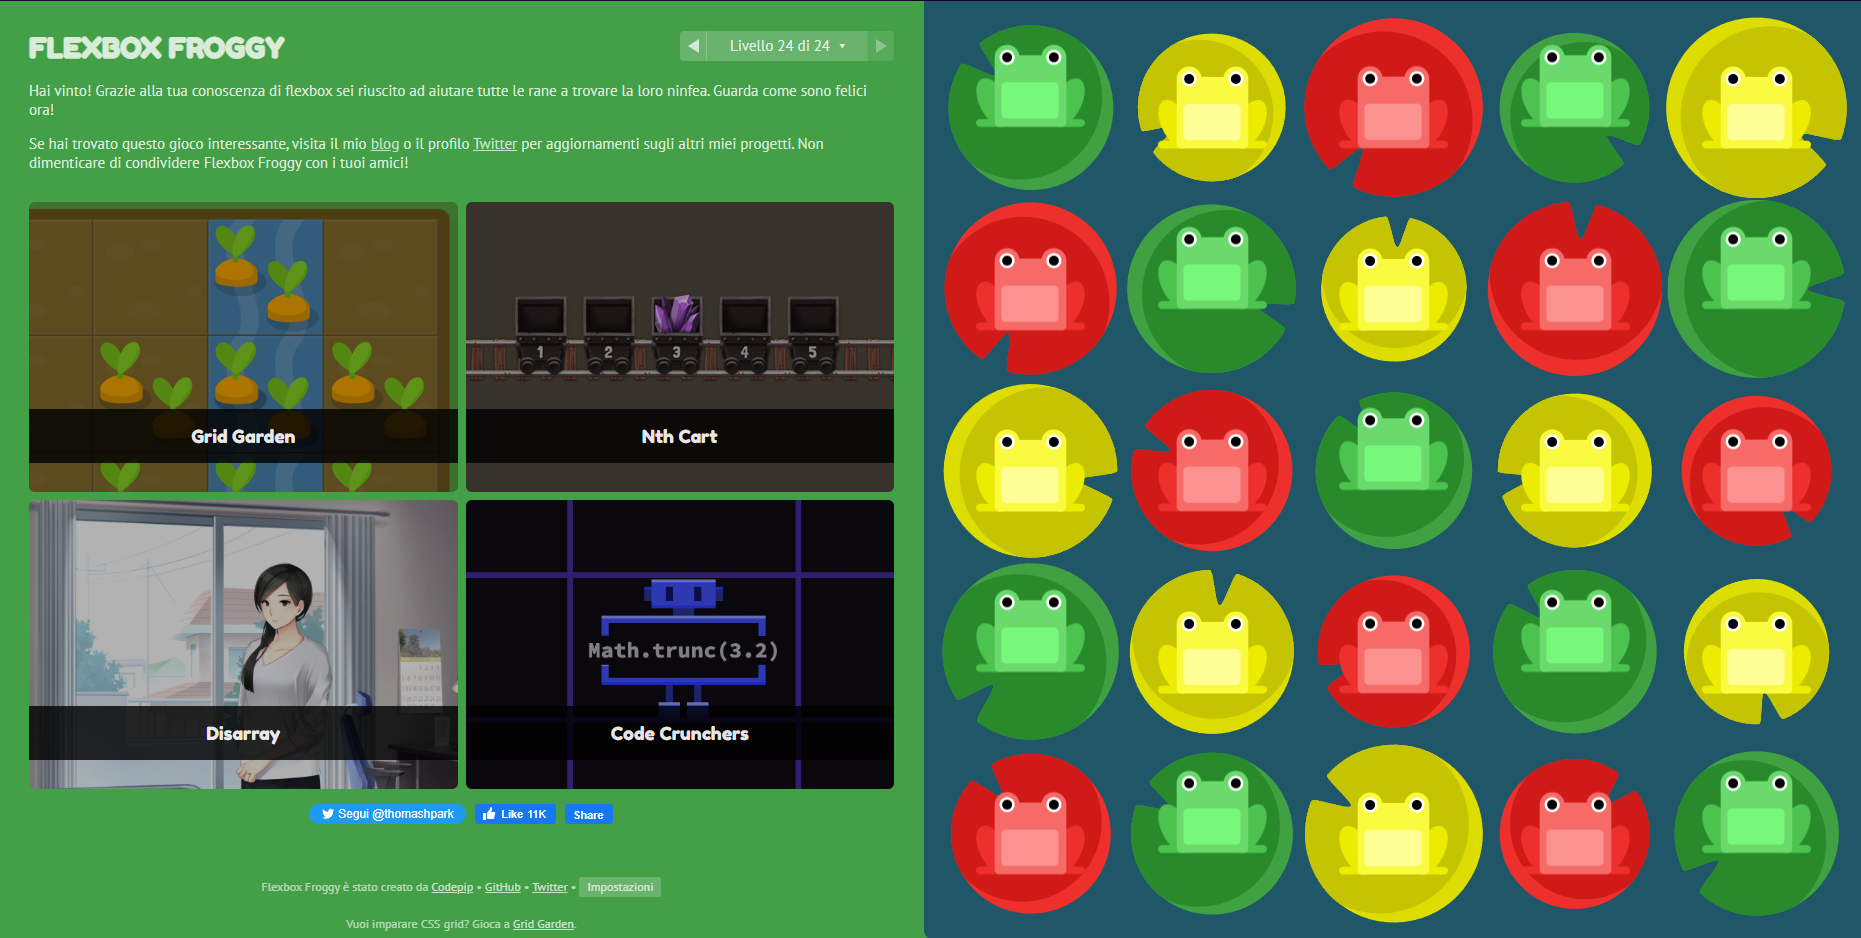 FLEXBOX FROGGY
Livello 24 di 24
Hai vinto! Grazie alla tua conoscenza di flexbox sei riuscito ad aiutare tutte le rane a trovare la loro ninfea. Guarda come sono felici
ora!
Se hai trovato questo gioco interessante, visita il mio blog o il profilo Twitter per aggiornamenti sugli altri miei progetti. Non
dimenticare di condividere Flexbox Froggy con i tuoi amici!
Grid Garden
1 2 3 4 5
Nth Cart
Disarray
Math.trunc(3.2)
Code Crunchers
Segui @thomashpark
Like 11K
Share
Flexbox Froggy è stato creato da Codepip • GitHub • Twitter • Impostazioni
Vuoi imparare CSS grid? Gioca a Grid Garden.